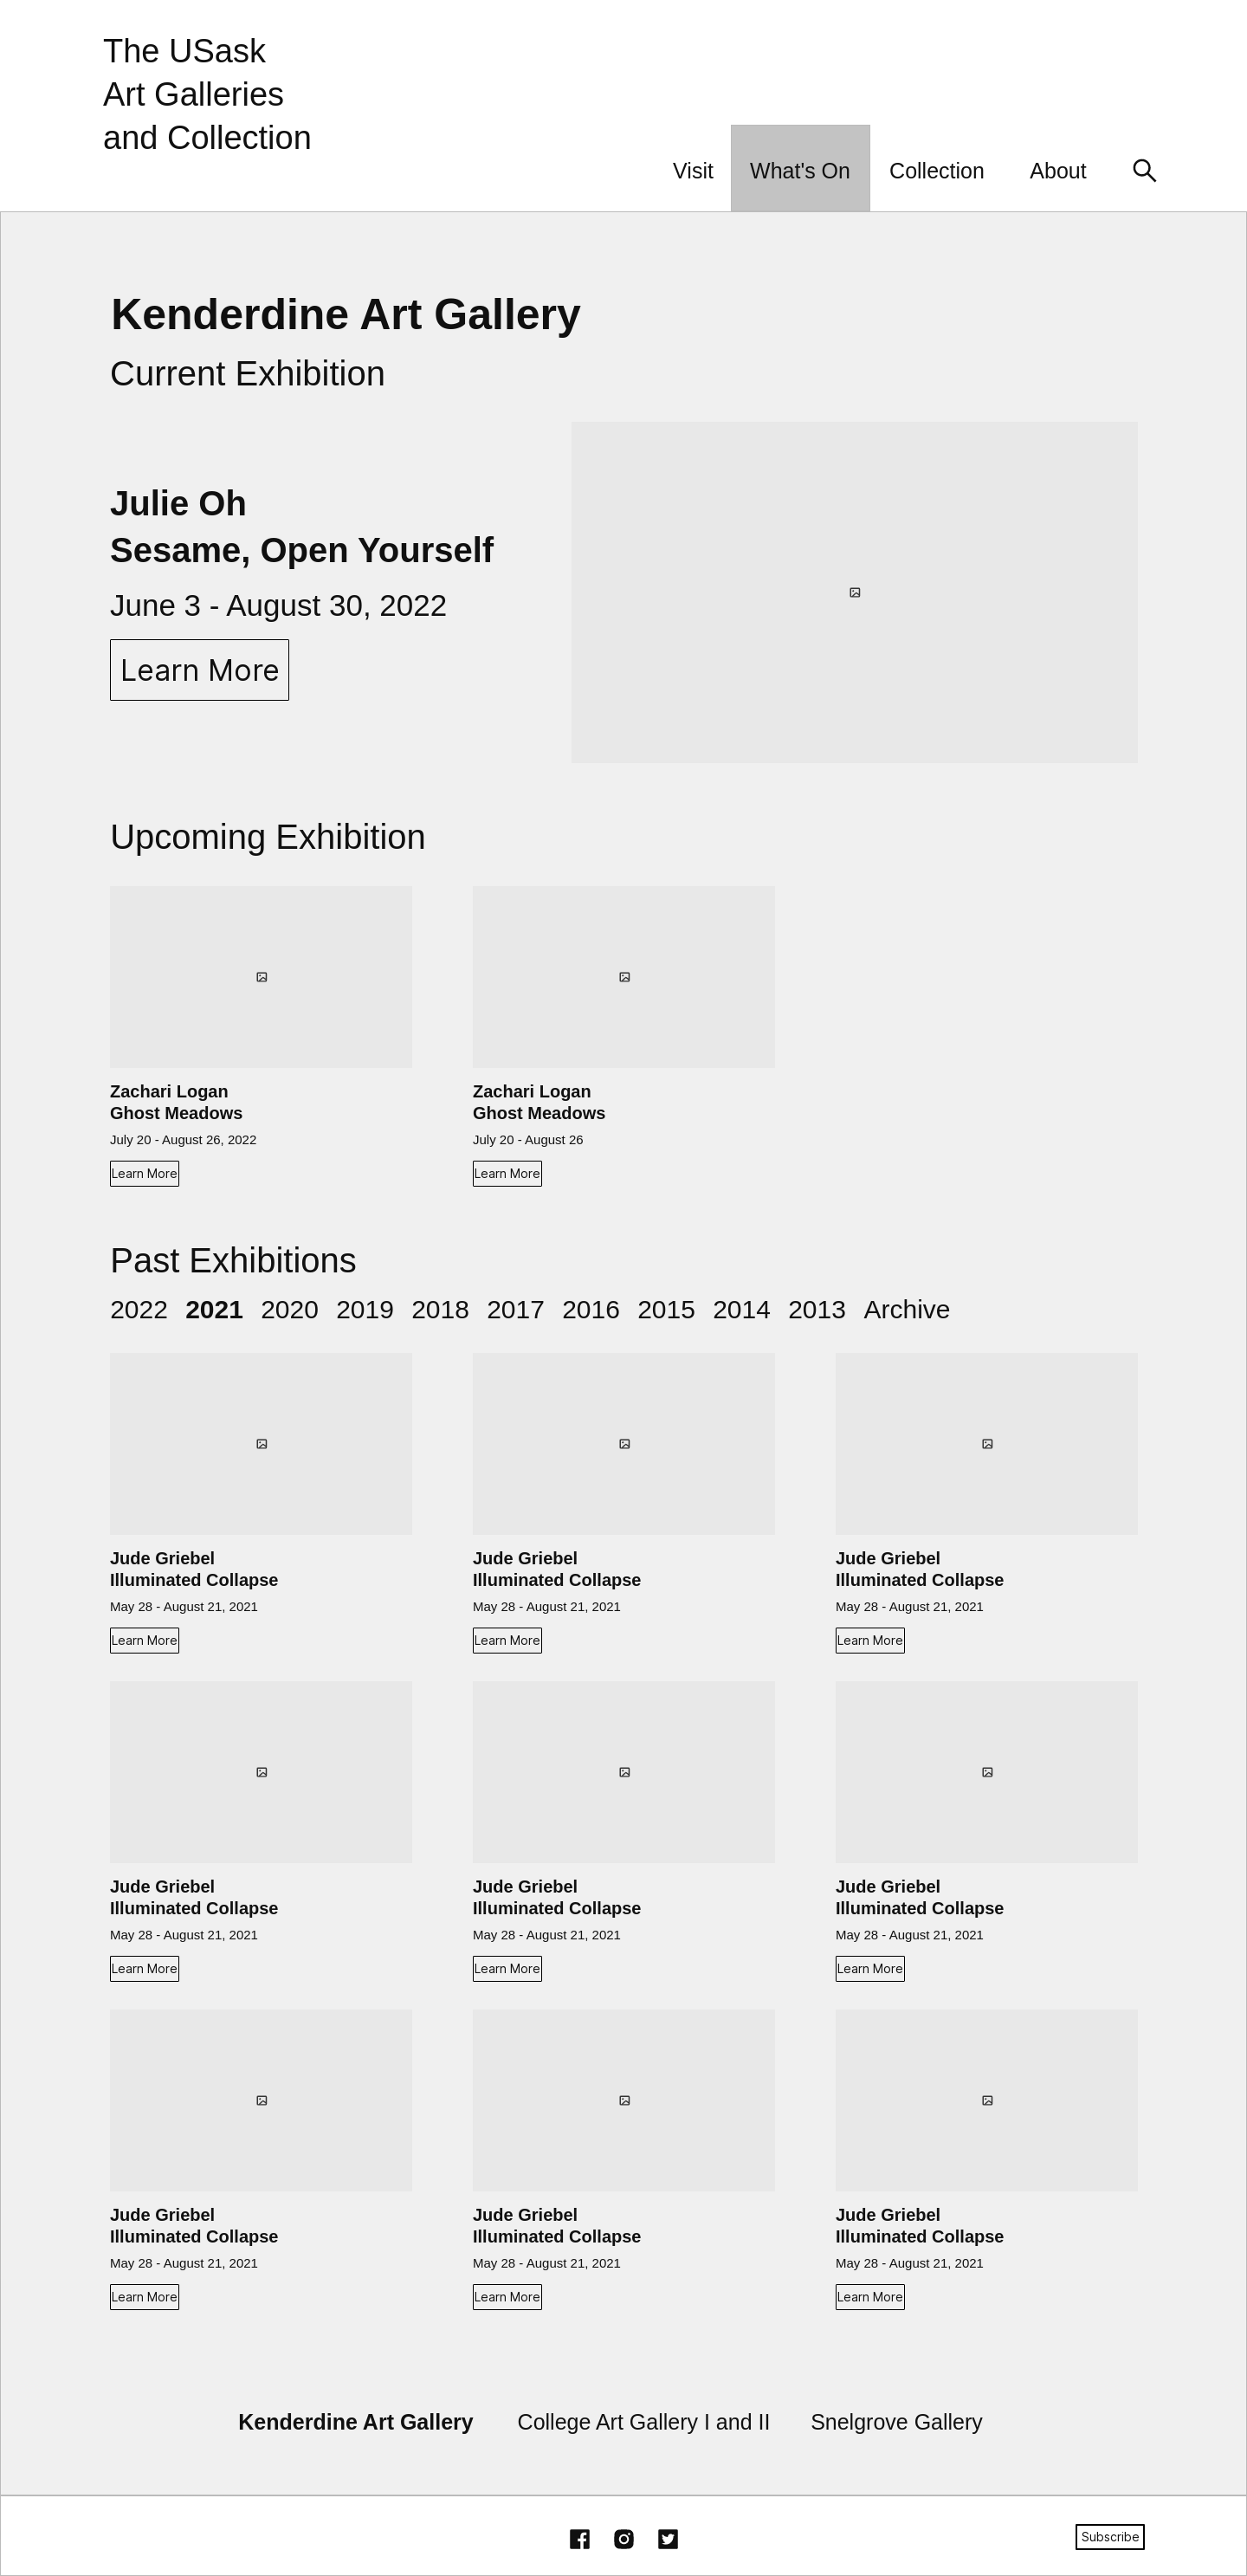 The USask
Art Galleries
and Collection
Visit What's On Collection About
Kenderdine Art Gallery
Current Exhibition
Julie Oh
Sesame, Open Yourself
June 3 - August 30, 2022
Learn More
Upcoming Exhibition
Zachari Logan
Ghost Meadows
July 20 - August 26, 2022
Learn More
Zachari Logan
Ghost Meadows
July 20 - August 26
Learn More
Past Exhibitions
2022 2021 2020 2019 2018 2017 2016 2015 2014 2013 Archive
Jude Griebel
Illuminated Collapse
May 28 - August 21, 2021
Learn More
Jude Griebel
Illuminated Collapse
May 28 - August 21, 2021
Learn More
Jude Griebel
Illuminated Collapse
May 28 - August 21, 2021
Learn More
Jude Griebel
Illuminated Collapse
May 28 - August 21, 2021
Learn More
Jude Griebel
Illuminated Collapse
May 28 - August 21, 2021
Learn More
Jude Griebel
Illuminated Collapse
May 28 - August 21, 2021
Learn More
Jude Griebel
Illuminated Collapse
May 28 - August 21, 2021
Learn More
Jude Griebel
Illuminated Collapse
May 28 - August 21, 2021
Learn More
Jude Griebel
Illuminated Collapse
May 28 - August 21, 2021
Learn More
Kenderdine Art Gallery College Art Gallery I and II Snelgrove Gallery
Subscribe